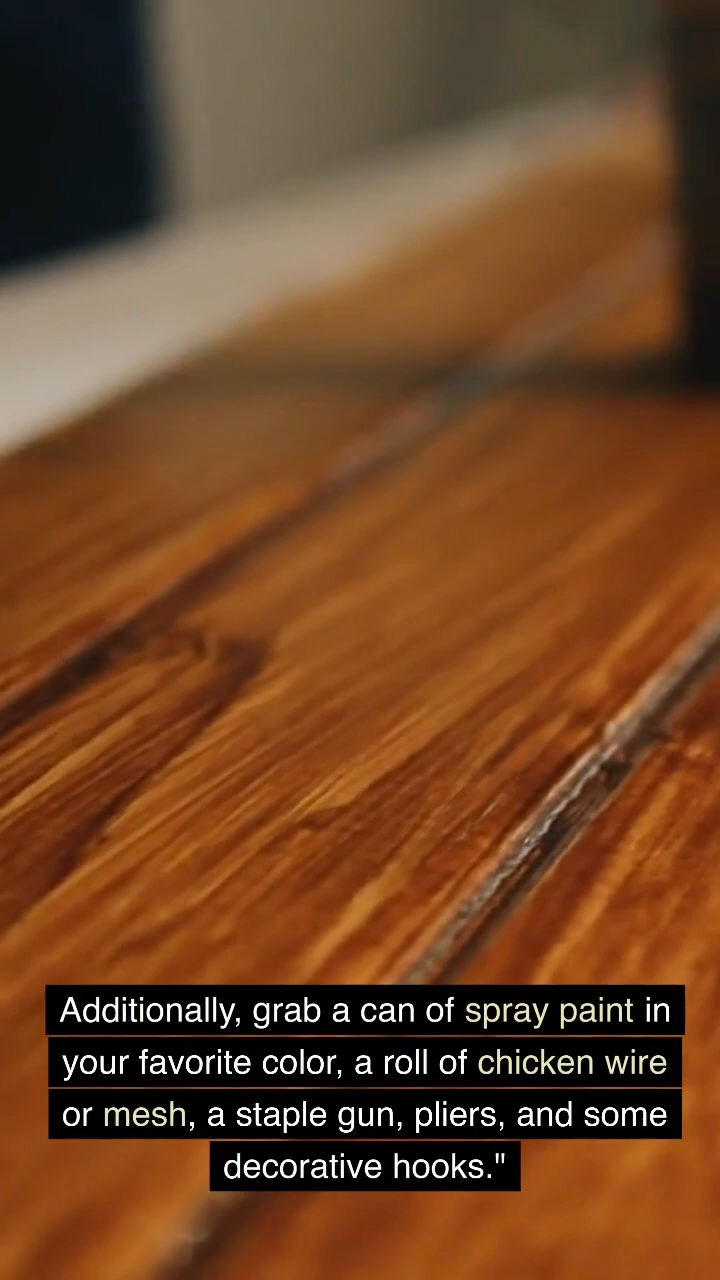 Additionally, grab a can of spray paint in
your favorite color, a roll of chicken wire
or mesh, a staple gun, pliers, and some
decorative hooks."